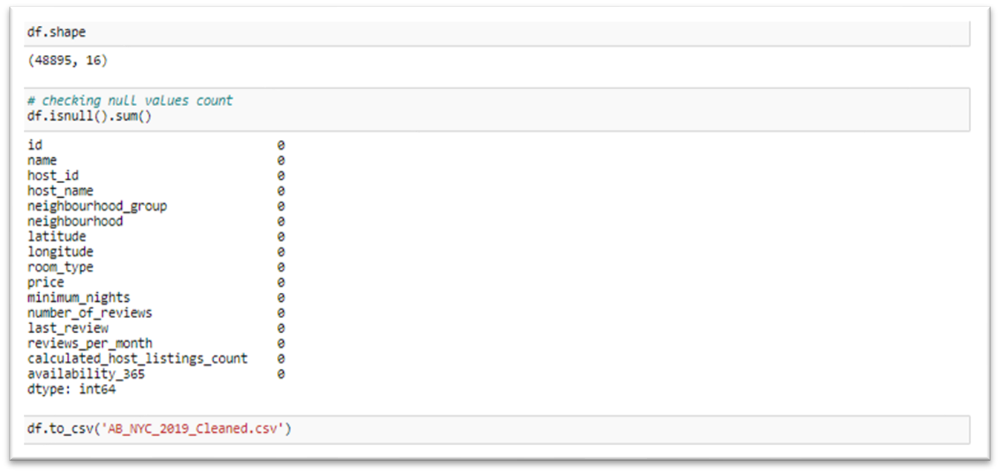 df.shape
(48895, 16)
# checking null values count
df.isnull().sum()
id 0
name 0
host_id 0
host_name 0
neighbourhood_group 0
neighbourhood 0
latitude 0
longitude 0
room_type 0
price 0
minimum_nights 0
number_of_reviews 0
last_review 0
reviews_per_month 0
calculated_host_listings_count 0
availability_365 0
dtype: int64
df.to_csv('AB_NYC_2019_Cleaned.csv')